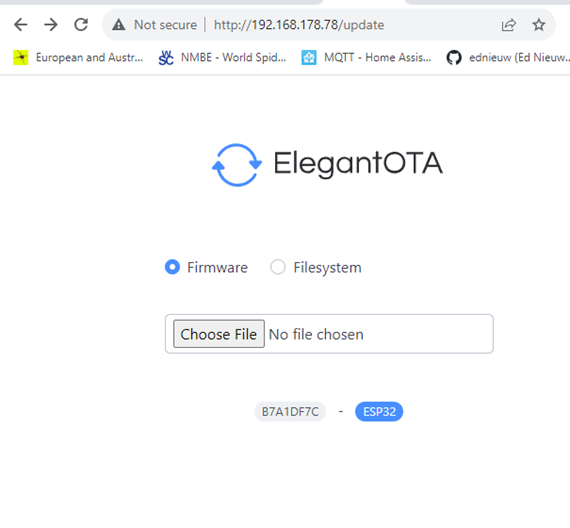 Not secure | http://192.168.178.78/update
European and Austr... NMBE - World Spid... MQTT - Home Assis... ednieuw (Ed Nieuw...
ElegantOTA
Firmware Filesystem
Choose File No file chosen
B7A1DF7C - ESP32